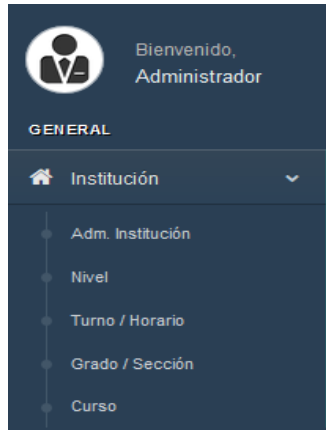 Bienvenido,
Administrador
GENERAL
Institución
Adm. Institución
Nivel
Turno / Horario
Grado / Sección
Curso